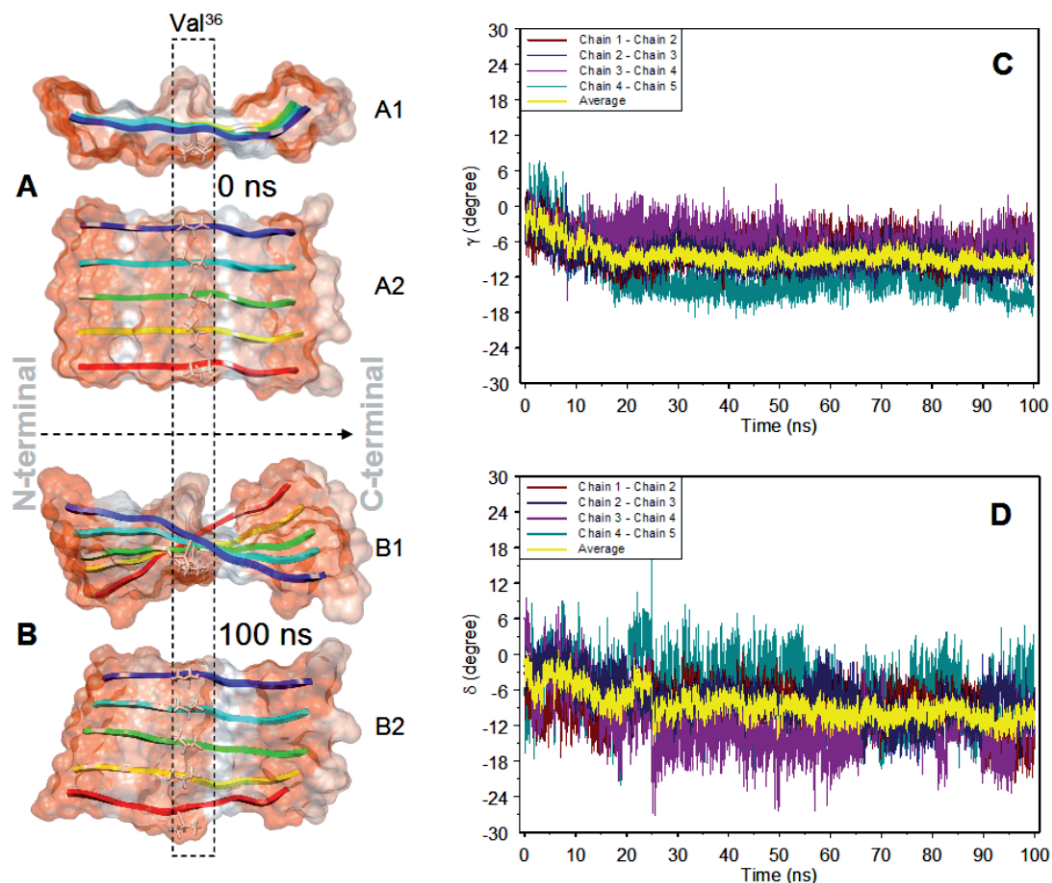 Val36
A1
A
0 ns
A2
N-terminal
C-terminal
B1
100 ns
B
B2
C
Chain 1 - Chain 2
Chain 2 - Chain 3
Chain 3 - Chain 4
Chain 4 - Chain 5
Average
30
24
18
12
6
0
-6
-12
-18
-24
-30
γ (degree)
0 10 20 30 40 50 60 70 80 90 100
Time (ns)
D
Chain 1 - Chain 2
Chain 2 - Chain 3
Chain 3 - Chain 4
Chain 4 - Chain 5
Average
30
24
18
12
6
0
-6
-12
-18
-24
-30
δ (degree)
0 10 20 30 40 50 60 70 80 90 100
Time (ns)